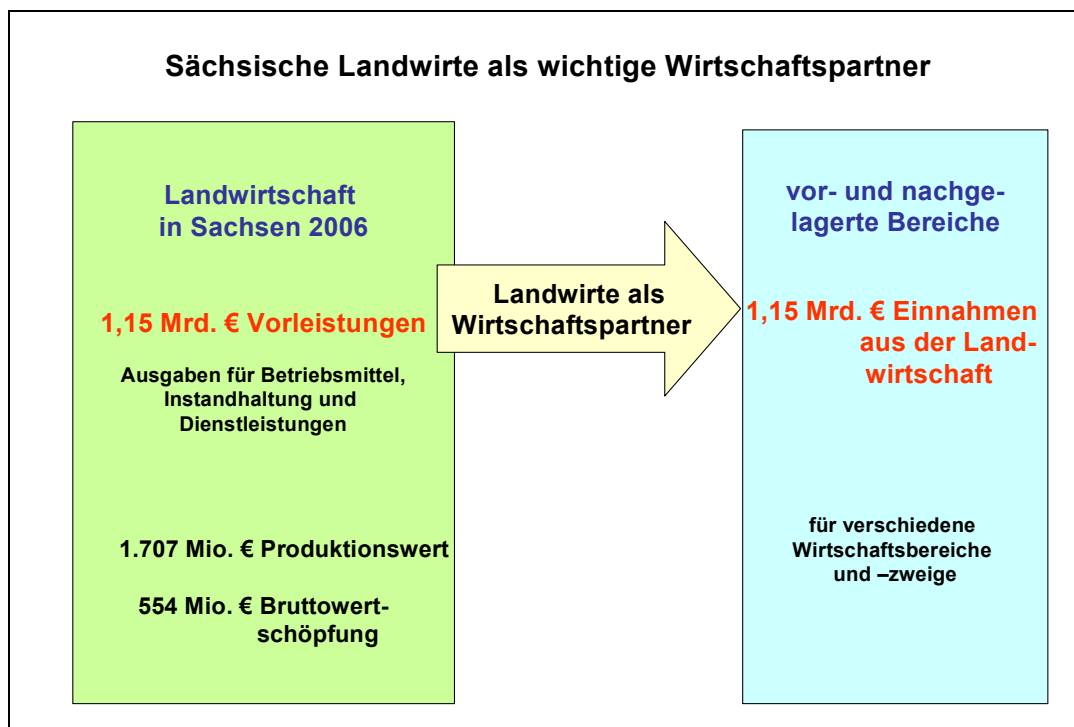 Sächsische Landwirte als wichtige Wirtschaftspartner
Landwirtschaft
in Sachsen 2006
1,15 Mrd. € Vorleistungen
Ausgaben für Betriebsmittel,
Instandhaltung und
Dienstleistungen
1.707 Mio. € Produktionswert
554 Mio. € Bruttowert-
schöpfung
Landwirte als
Wirtschaftspartner
vor- und nachge-
lagerte Bereiche
1,15 Mrd. € Einnahmen
aus der Land-
wirtschaft
für verschiedene
Wirtschaftsbereiche
und –zweige